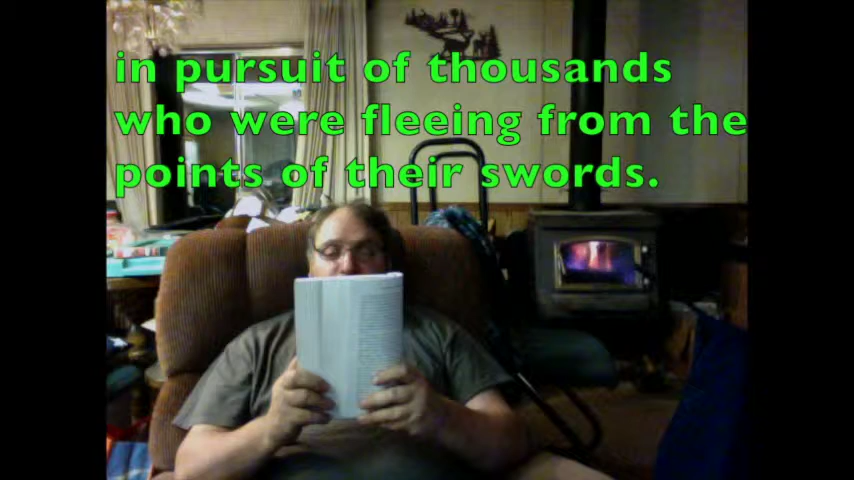 in pursuit of thousands
who were fleeing from the
points of their swords.